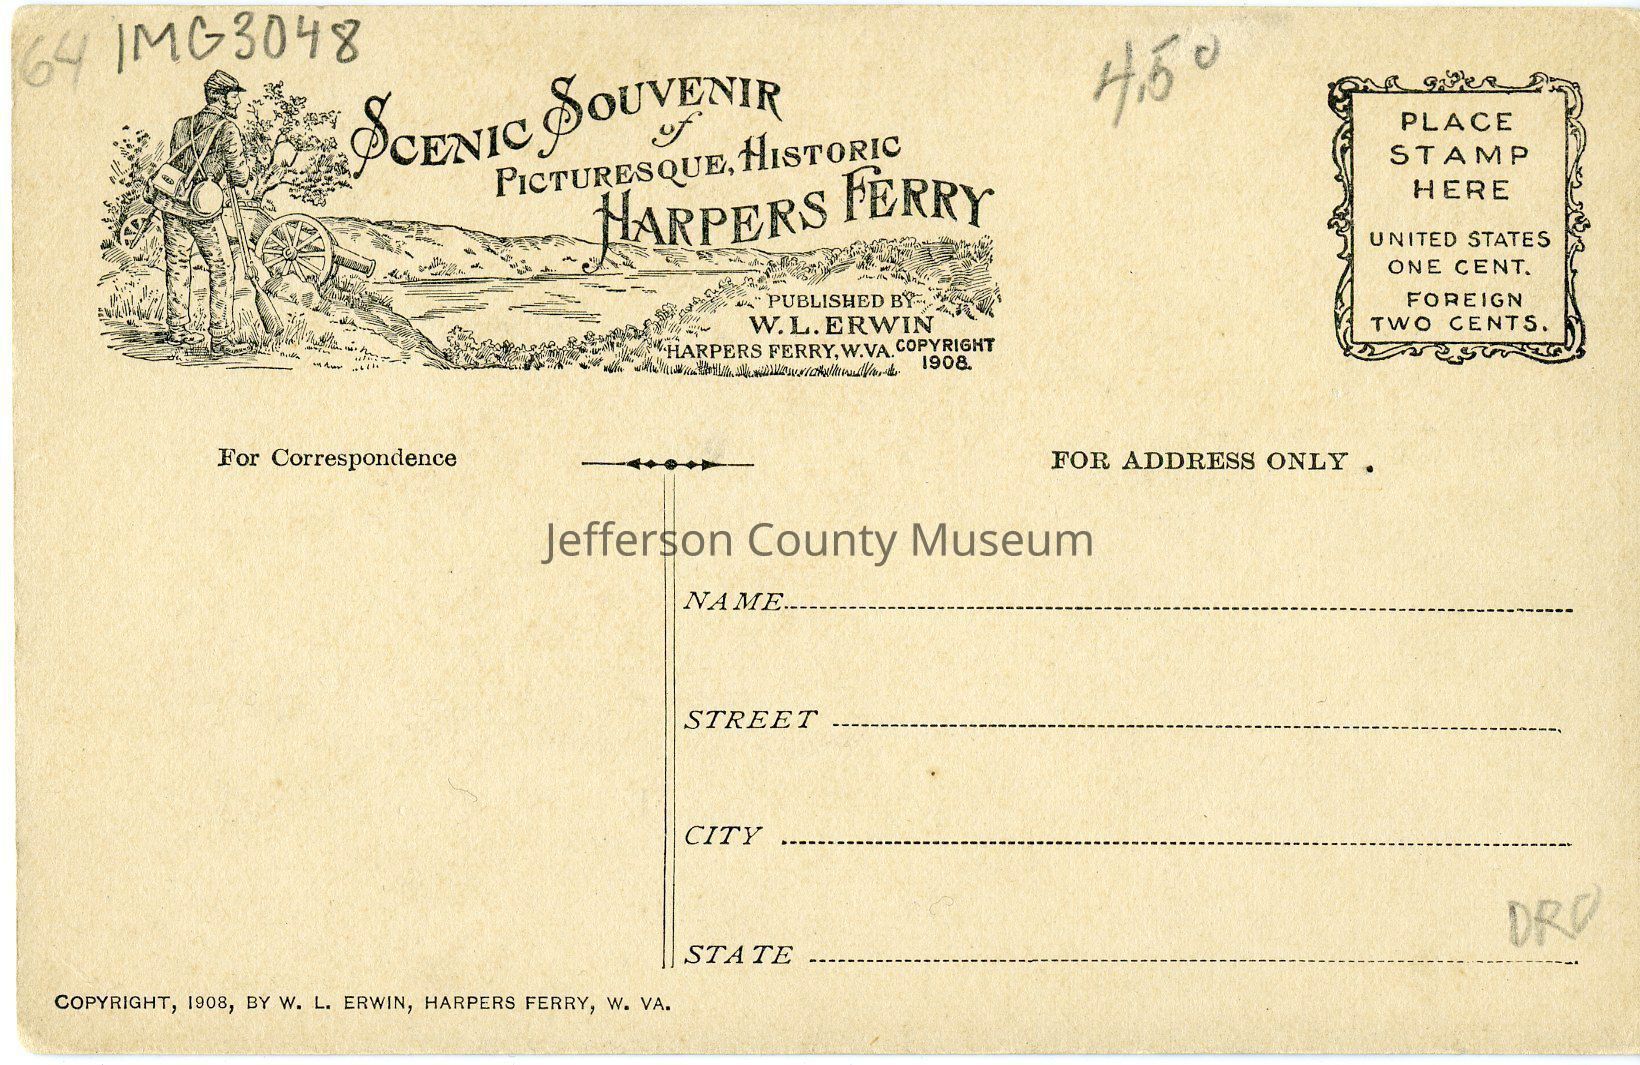 64 IMG3048
4.50
SCENIC SOUVENIR
of
PICTURESQUE, HISTORIC
HARPERS FERRY
PUBLISHED BY
W. L. ERWIN
HARPERS FERRY, W. VA. COPYRIGHT
1908.
PLACE
STAMP
HERE
UNITED STATES
ONE CENT.
FOREIGN
TWO CENTS.
For Correspondence
FOR ADDRESS ONLY .
Jefferson County Museum
NAME
STREET
CITY
STATE
DRO
COPYRIGHT, 1908, BY W. L. ERWIN, HARPERS FERRY, W. VA.